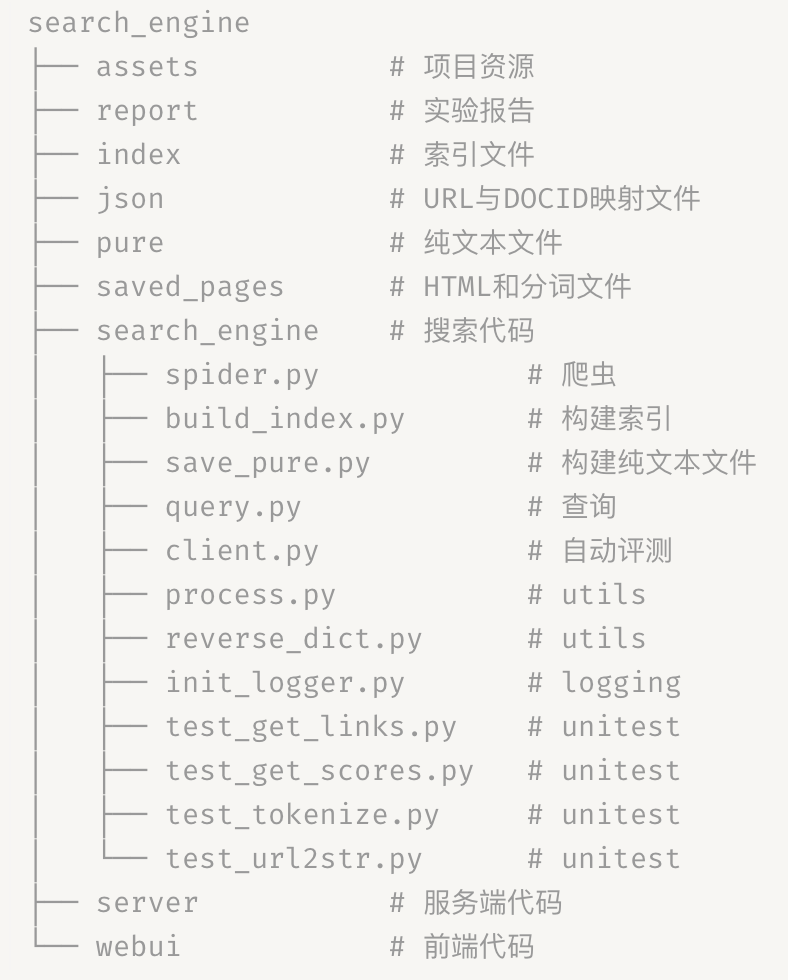 search_engine
├── assets           # 项目资源
├── report           # 实验报告
├── index            # 索引文件
├── json             # URL与DOCID映射文件
├── pure             # 纯文本文件
├── saved_pages      # HTML和分词文件
├── search_engine    # 搜索代码
│   ├── spider.py            # 爬虫
│   ├── build_index.py       # 构建索引
│   ├── save_pure.py         # 构建纯文本文件
│   ├── query.py             # 查询
│   ├── client.py            # 自动评测
│   ├── process.py           # utils
│   ├── reverse_dict.py      # utils
│   ├── init_logger.py       # logging
│   ├── test_get_links.py    # unitest
│   ├── test_get_scores.py   # unitest
│   ├── test_tokenize.py     # unitest
│   └── test_url2str.py      # unitest
├── server           # 服务端代码
└── webui            # 前端代码